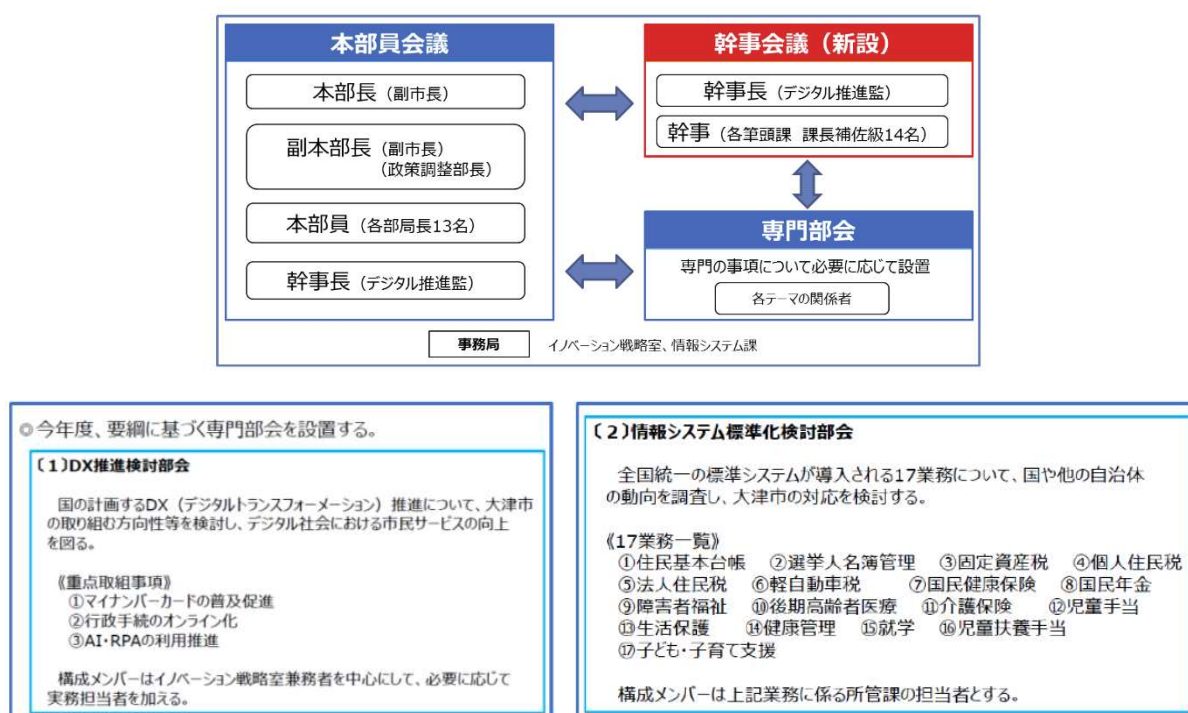 本部員会議
本部長（副市長）
副本部長（副市長）
（政策調整部長）
本部員（各部局長13名）
幹事長（デジタル推進監）
幹事会議（新設）
幹事長（デジタル推進監）
幹事（各筆頭課 課長補佐級14名）
専門部会
専門の事項について必要に応じて設置
各テーマの関係者
事務局 イノベーション戦略室、情報システム課
◎今年度、要綱に基づく専門部会を設置する。
〔１〕DX推進検討部会
国の計画するDX（デジタルトランスフォーメーション）推進について、大津市
の取り組む方向性等を検討し、デジタル社会における市民サービスの向上
を図る。
《重点取組事項》
①マイナンバーカードの普及促進
②行政手続のオンライン化
③AI・RPAの利用推進
構成メンバーはイノベーション戦略室兼務者を中心にして、必要に応じて
実務担当者を加える。
〔２〕情報システム標準化検討部会
全国統一の標準システムが導入される17業務について、国や他の自治体
の動向を調査し、大津市の対応を検討する。
《17業務一覧》
①住民基本台帳 ②選挙人名簿管理 ③固定資産税 ④個人住民税
⑤法人住民税 ⑥軽自動車税 ⑦国民健康保険 ⑧国民年金
⑨障害者福祉 ⑩後期高齢者医療 ⑪介護保険 ⑫児童手当
⑬生活保護 ⑭健康管理 ⑮就学 ⑯児童扶養手当
⑰子ども・子育て支援
構成メンバーは上記業務に係る所管課の担当者とする。